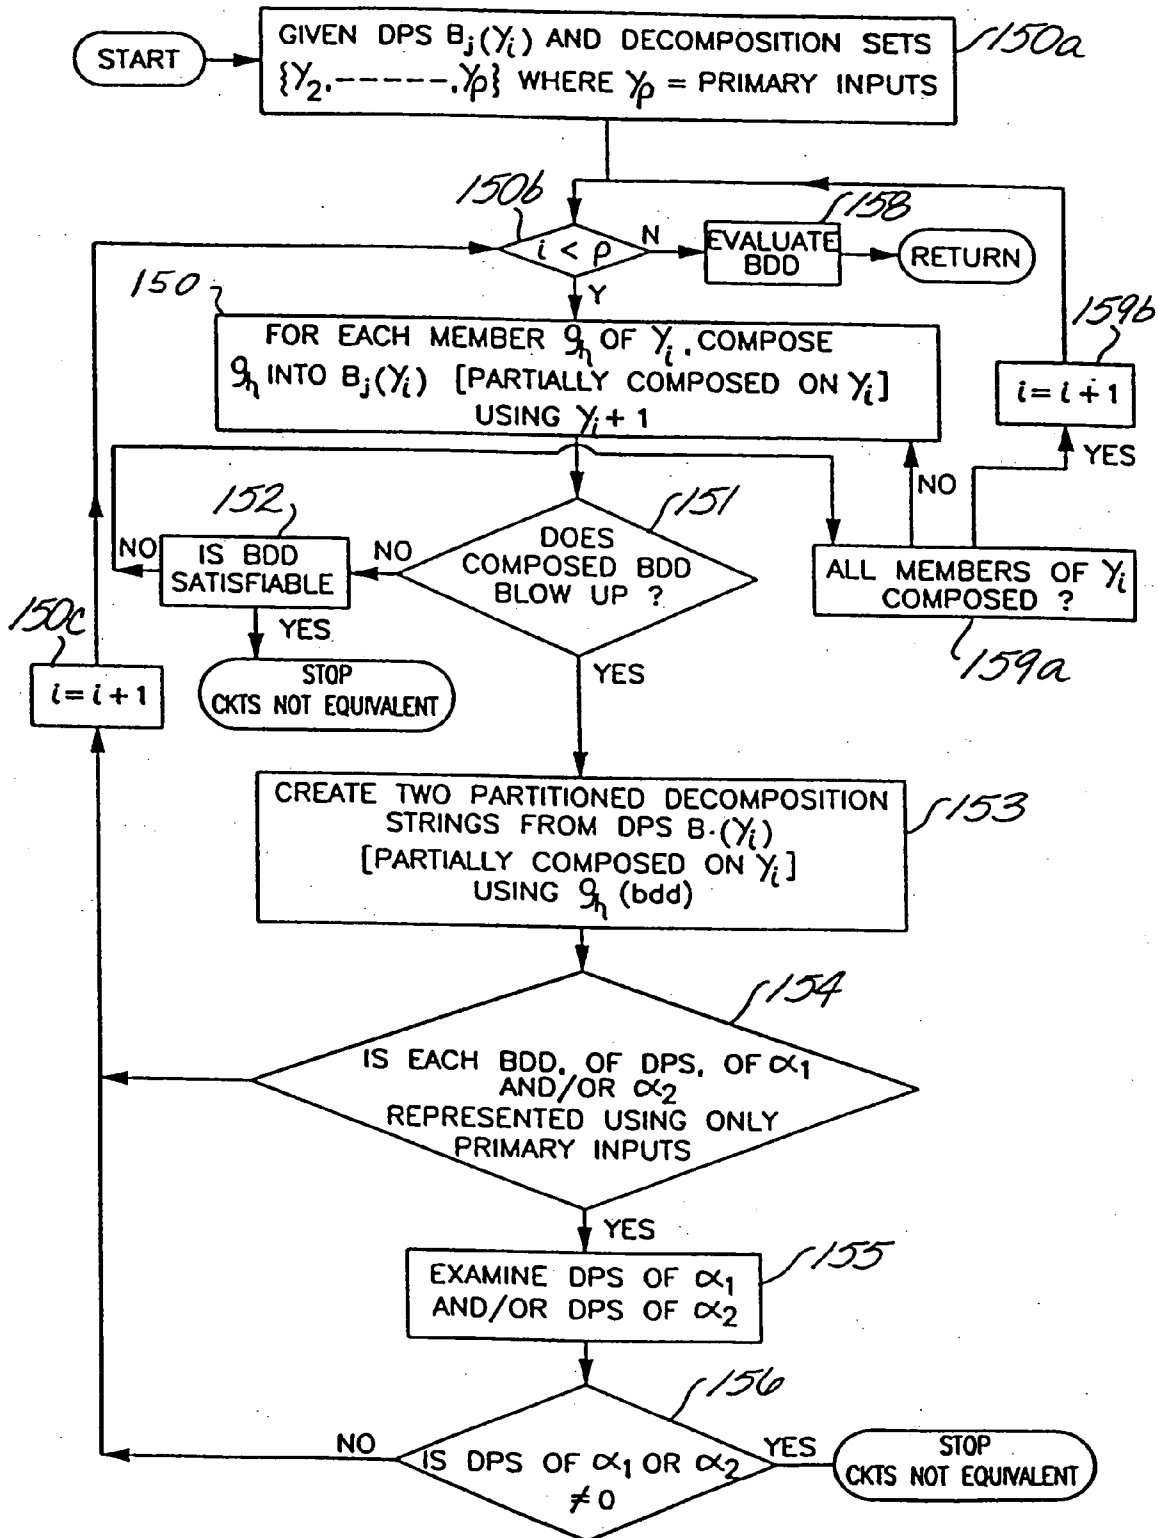 START
GIVEN DPS Bj(Yi) AND DECOMPOSITION SETS
{Y2,-----,Yp} WHERE Yp = PRIMARY INPUTS
150a
150b
i < p
N
158
EVALUATE
BDD
RETURN
Y
150
FOR EACH MEMBER gh OF Yi, COMPOSE
gh INTO Bj(Yi) [PARTIALLY COMPOSED ON Yi]
USING Yi+1
159b
i=i+1
YES
NO
152
NO
IS BDD
SATISFIABLE
NO
151
DOES
COMPOSED BDD
BLOW UP ?
ALL MEMBERS OF Yi
COMPOSED ?
159a
150c
i=i+1
YES
STOP
CKTS NOT EQUIVALENT
YES
CREATE TWO PARTITIONED DECOMPOSITION
STRINGS FROM DPS B·(Yi)
[PARTIALLY COMPOSED ON Yi]
USING gh (bdd)
153
154
IS EACH BDD, OF DPS, OF α1
AND/OR α2
REPRESENTED USING ONLY
PRIMARY INPUTS
YES
155
EXAMINE DPS OF α1
AND/OR DPS OF α2
156
NO
IS DPS OF α1 OR α2
≠0
YES
STOP
CKTS NOT EQUIVALENT